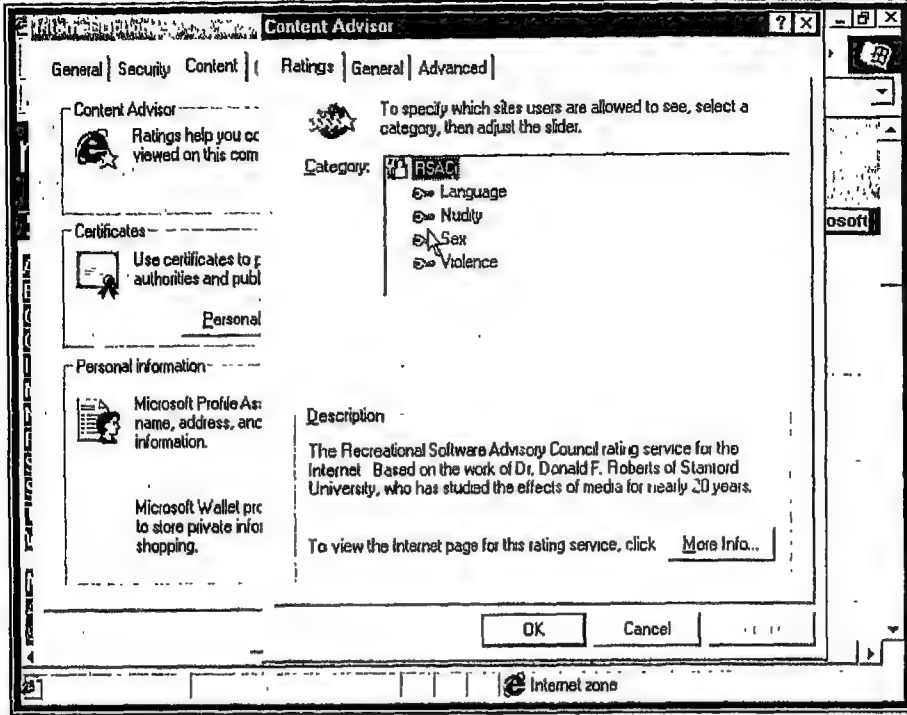 Content Advisor
General Security Content
Ratings General Advanced
Content Advisor
Ratings help you
viewed on this com
To specify which sites users are allowed to see, select a
category, then adjust the slider.
Category:
RSACi
Language
Nudity
Sex
Violence
osoft
Certificates
Use certificates to p
authorities and publ
Personal
Personal information
Microsoft Profile Ass
name, address, and
information.
Microsoft Wallet pro
to store private infor
shopping.
Description
The Recreational Software Advisory Council rating service for the
Internet Based on the work of Dr. Donald F. Roberts of Stanford
University, who has studied the effects of media for nearly 20 years.
To view the Internet page for this rating service, click More Info...
OK Cancel
Internet zone